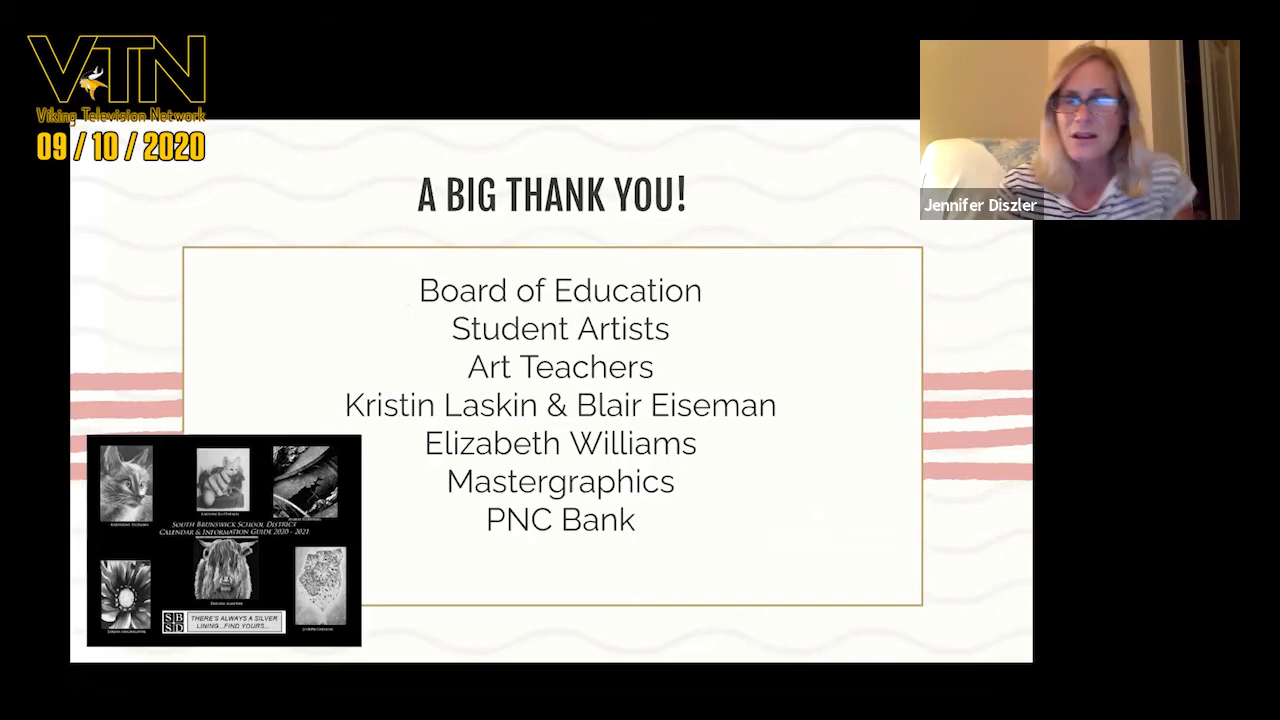 VTN
Viking Television Network
09 / 10 / 2020
Jennifer Diszler
A BIG THANK YOU!
Board of Education
Student Artists
Art Teachers
Kristin Laskin & Blair Eiseman
Elizabeth Williams
Mastergraphics
PNC Bank
SOUTH BRUNSWICK SCHOOL DISTRICT
CALENDAR & INFORMATION GUIDE 2020 - 2021
SB
SD
THERE'S ALWAYS A SILVER
LINING...FIND YOURS...